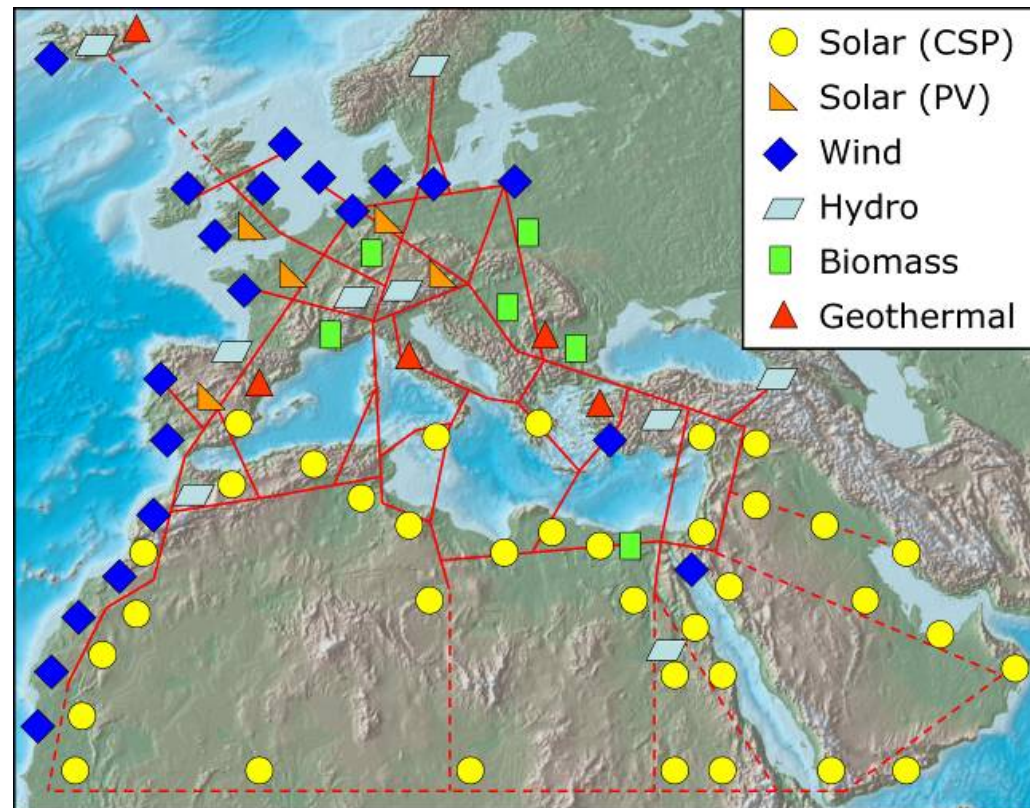 Solar (CSP)
Solar (PV)
Wind
Hydro
Biomass
Geothermal